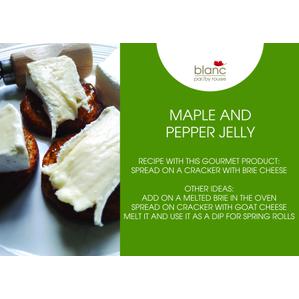 blanc
par/by rouxie
MAPLE AND
PEPPER JELLY
RECIPE WITH THIS GOURMET PRODUCT:
SPREAD ON A CRACKER WITH BRIE CHEESE
OTHER IDEAS:
ADD ON A MELTED BRIE IN THE OVEN
SPREAD ON CRACKER WITH GOAT CHEESE
MELT IT AND USE IT AS A DIP FOR SPRING ROLLS